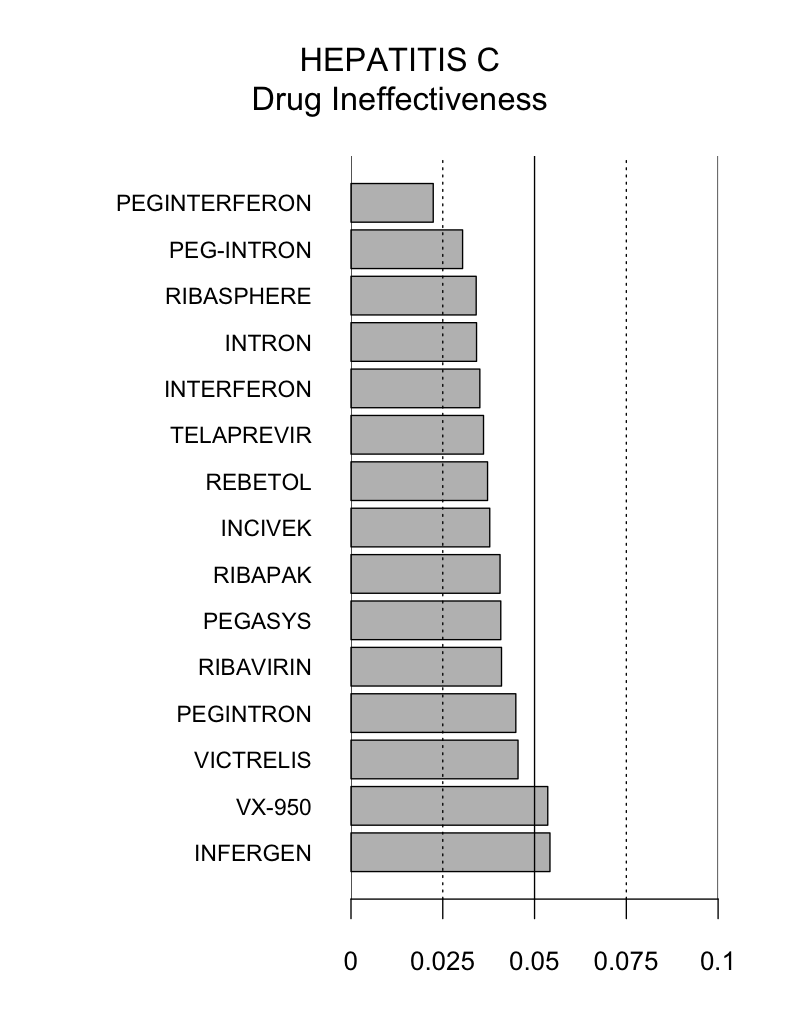 HEPATITIS C
Drug Ineffectiveness
PEGINTERFERON
PEG-INTRON
RIBASPHERE
INTRON
INTERFERON
TELAPREVIR
REBETOL
INCIVEK
RIBAPAK
PEGASYS
RIBAVIRIN
PEGINTRON
VICTRELIS
VX-950
INFERGEN
0 0.025 0.05 0.075 0.1